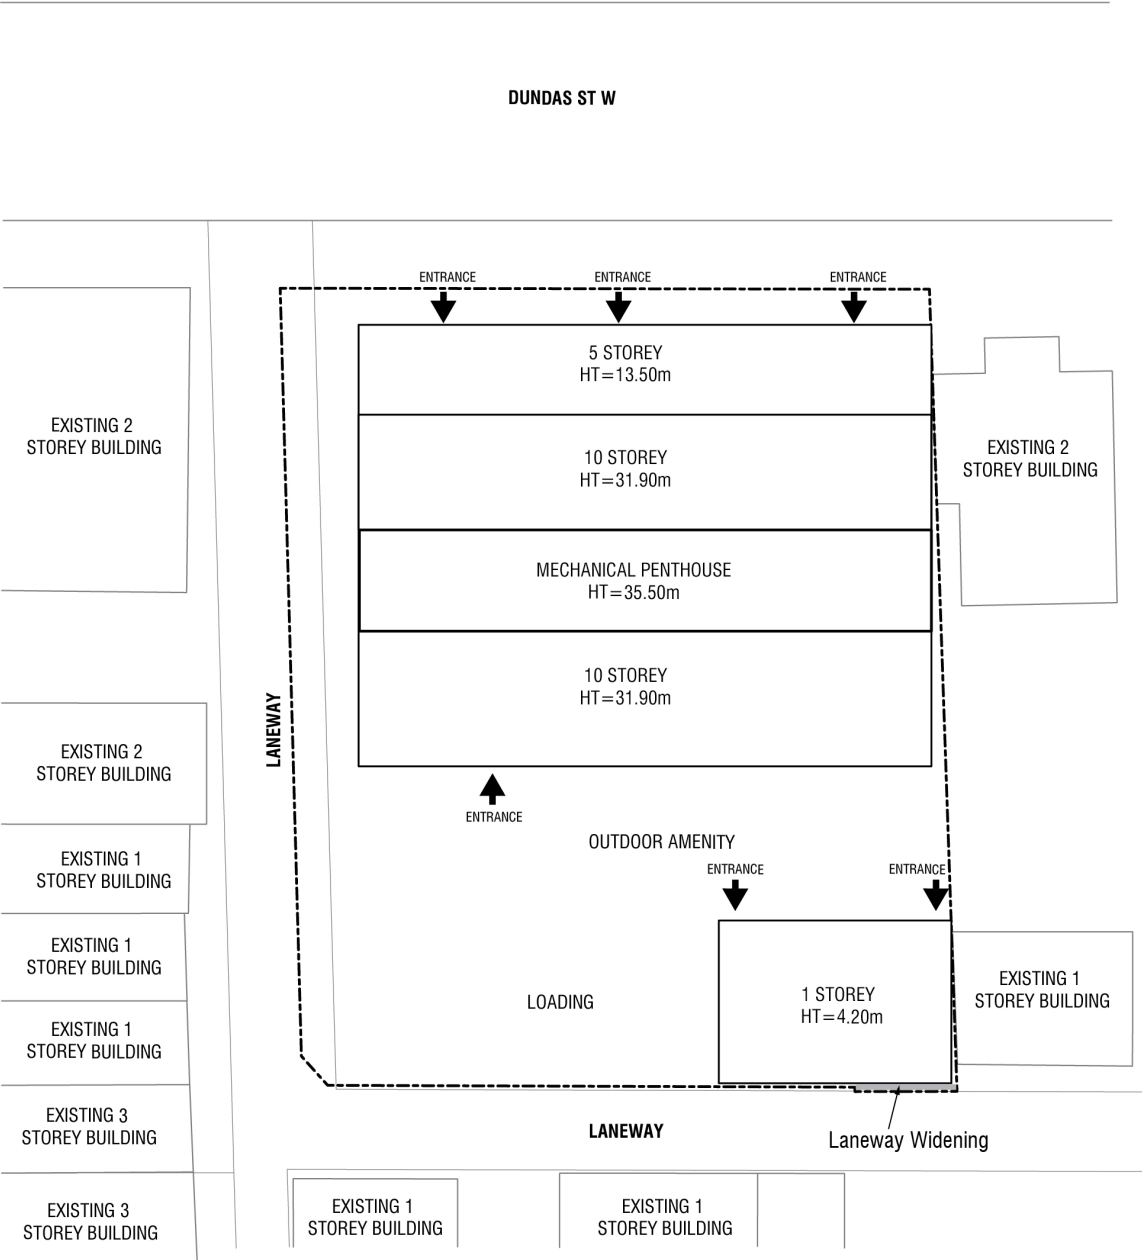 DUNDAS ST W
ENTRANCE
ENTRANCE
ENTRANCE
5 STOREY
HT=13.50m
EXISTING 2
STOREY BUILDING
10 STOREY
HT=31.90m
EXISTING 2
STOREY BUILDING
MECHANICAL PENTHOUSE
HT=35.50m
10 STOREY
HT=31.90m
LANEWAY
EXISTING 2
STOREY BUILDING
ENTRANCE
OUTDOOR AMENITY
EXISTING 1
STOREY BUILDING
ENTRANCE
ENTRANCE
EXISTING 1
STOREY BUILDING
LOADING
1 STOREY
HT=4.20m
EXISTING 1
STOREY BUILDING
EXISTING 1
STOREY BUILDING
EXISTING 3
STOREY BUILDING
LANEWAY
Laneway Widening
EXISTING 3
STOREY BUILDING
EXISTING 1
STOREY BUILDING
EXISTING 1
STOREY BUILDING